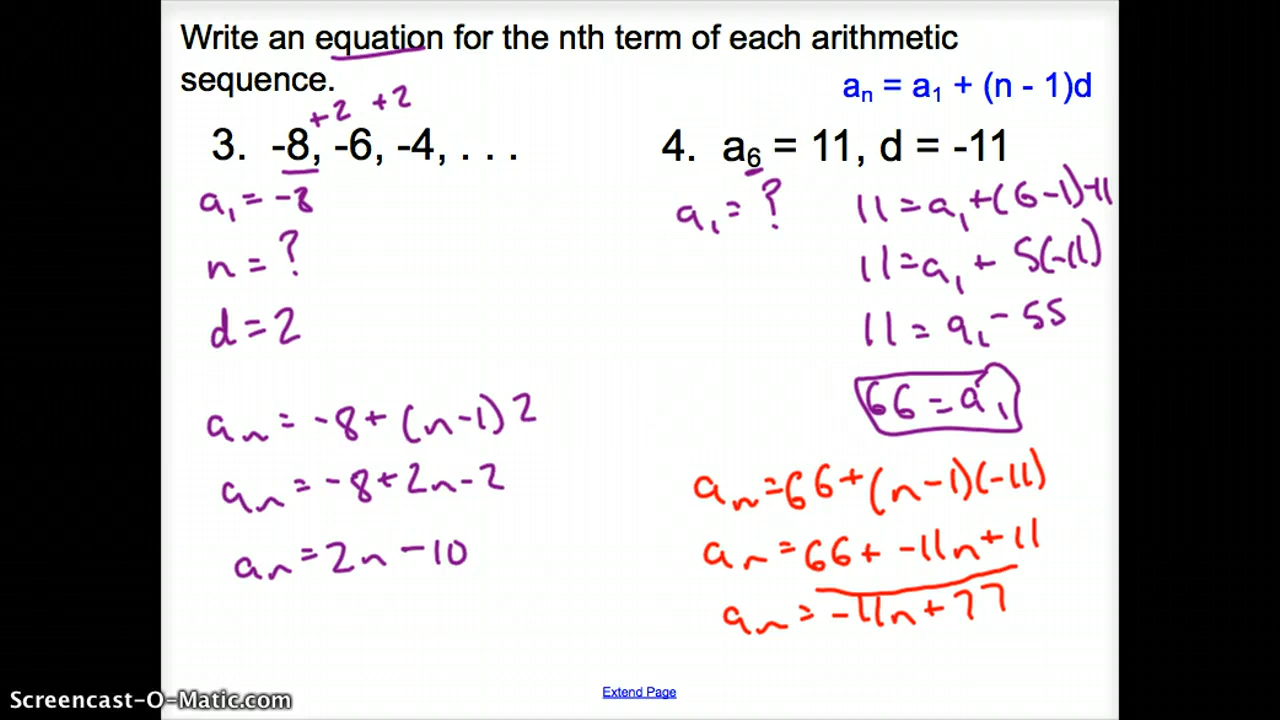 Write an equation for the nth term of each arithmetic
sequence.
aₙ = a₁ + (n - 1)d
+2 +2
3. -8, -6, -4, . . .
a₁ = -8
n = ?
d = 2
aₙ = -8 + (n-1) 2
aₙ = -8 + 2n - 2
aₙ = 2n - 10
4. a₆ = 11, d = -11
a₁ = ?
11 = a₁ + (6-1)-11
11 = a₁ + 5(-11)
11 = a₁ - 55
66 = a₁
aₙ = 66 + (n-1)(-11)
aₙ = 66 + -11n + 11
aₙ = -11n + 77
Extend Page
Screencast-O-Matic.com